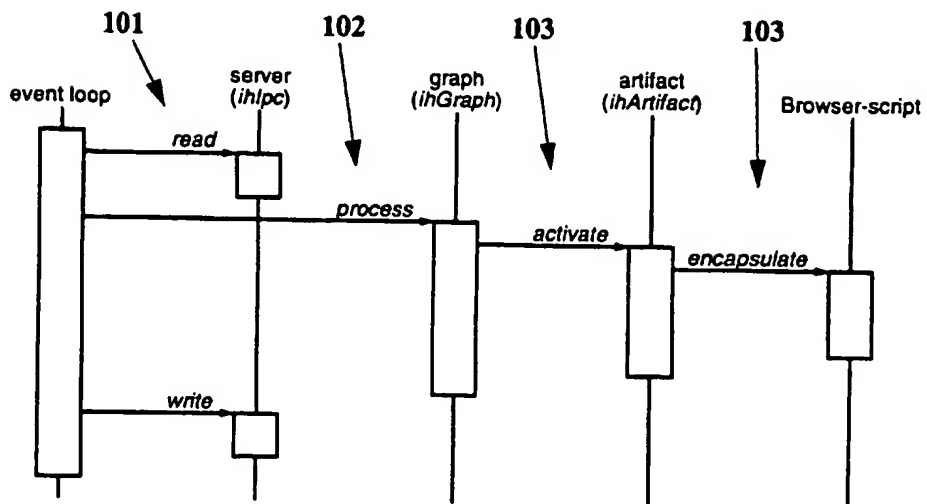 101
102
103
103
event loop
server
(ihIpc)
graph
(ihGraph)
artifact
(ihArtifact)
Browser-script
read
process
activate
encapsulate
write